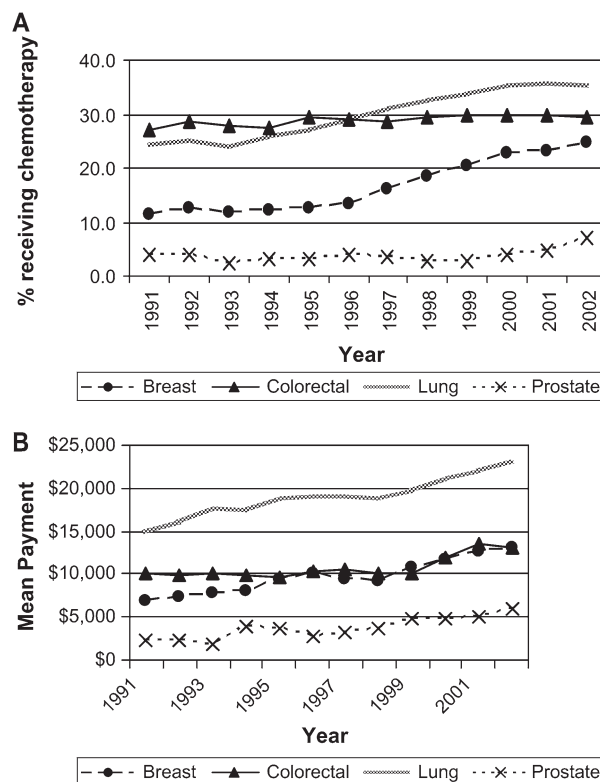 A
% receiving chemotherapy
40.0
30.0
20.0
10.0
0.0
1991 1992 1993 1994 1995 1996 1997 1998 1999 2000 2001 2002
Year
Breast Colorectal Lung Prostate
B
Mean Payment
$25,000
$20,000
$15,000
$10,000
$5,000
$0
1991 1993 1995 1997 1999 2001
Year
Breast Colorectal Lung Prostate